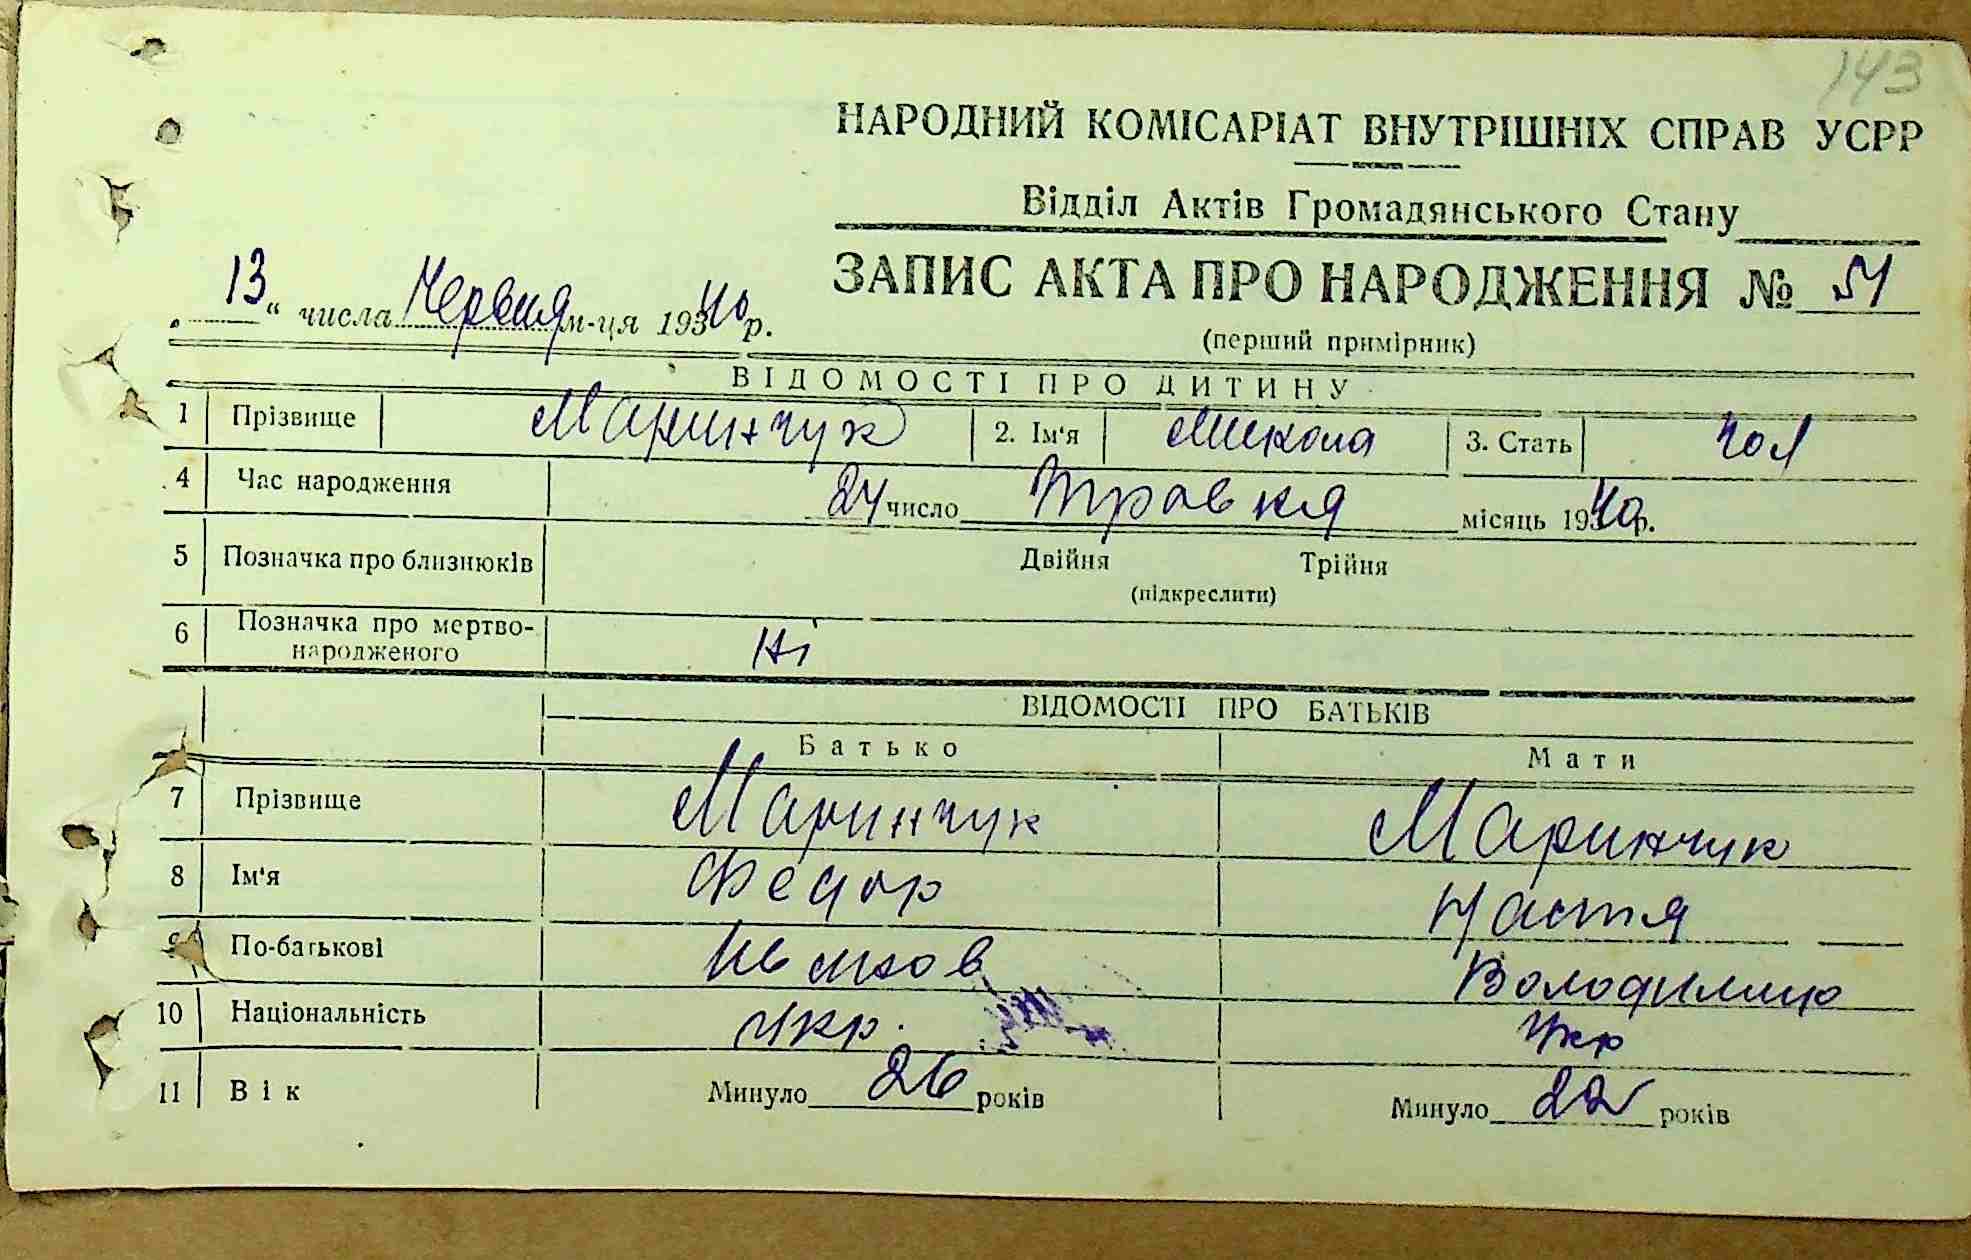 143
НАРОДНИЙ КОМІСАРІАТ ВНУТРІШНІХ СПРАВ УСРР
Відділ Актів Громадянського Стану
ЗАПИС АКТА ПРО НАРОДЖЕННЯ № 51
„13“ числа Червня м-ця 1940 р.
(перший примірник)
ВІДОМОСТІ ПРО ДИТИНУ
1 Прізвище Маринчук 2. Ім'я Микола 3. Стать чол
4 Час народження 24 число Травня місяць 1940 р.
5 Позначка про близнюків Двійня Трійня
(підкреслити)
6 Позначка про мертво-
народженого Ні
ВІДОМОСТІ ПРО БАТЬКІВ
Батько Мати
7 Прізвище Маринчук Маринчук
8 Ім'я Федор Настя
9 По-батькові
10 Національність Укр. Укр
11 Вік Минуло 26 років Минуло 22 років